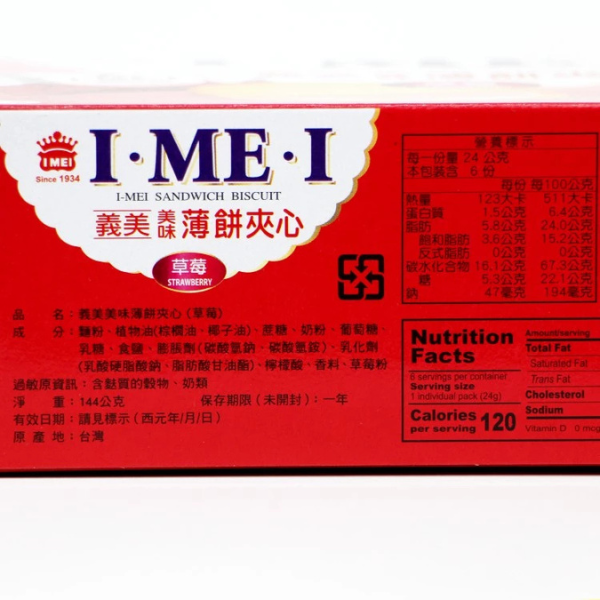 I MEI
Since 1934
I·ME·I
I-MEI SANDWICH BISCUIT
義美 美味 薄餅夾心
草莓
STRAWBERRY
品　名：義美美味薄餅夾心（草莓）
成　分：麵粉、植物油(棕櫚油、椰子油)、蔗糖、奶粉、葡萄糖、
乳糖、食鹽、膨脹劑(碳酸氫鈉、碳酸氫銨)、乳化劑
(乳酸硬脂酸鈉、脂肪酸甘油酯)、檸檬酸、香料、草莓粉
過敏原資訊：含麩質的穀物、奶類
淨　重：144公克　保存期限（未開封）：一年
有效日期：請見標示（西元年/月/日）
原 產 地：台灣
營養標示
每一份量 24 公克
本包裝含 6 份
每份 每100公克
熱量 123大卡 511大卡
蛋白質 1.5公克 6.4公克
脂肪 5.8公克 24.0公克
飽和脂肪 3.6公克 15.2公克
反式脂肪 0公克 0公克
碳水化合物 16.1公克 67.3公克
糖 5.3公克 22.1公克
鈉 47毫克 194毫克
Nutrition
Facts
6 servings per container
Serving size
1 individual pack (24g)
Calories
per serving 120
Amount/serving
Total Fat
Saturated Fat
Trans Fat
Cholesterol
Sodium
Vitamin D 0 mcg